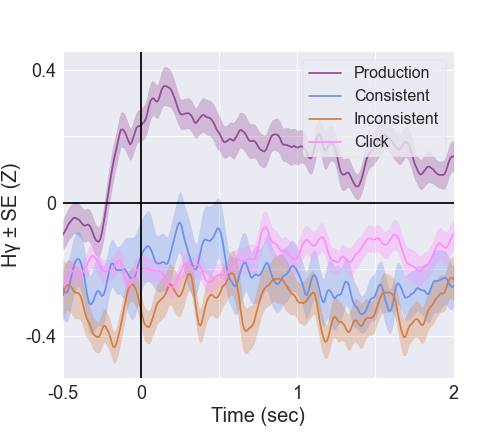 0.4
0
-0.4
Hγ ± SE (Z)
Production
Consistent
Inconsistent
Click
-0.5
0
1
2
Time (sec)